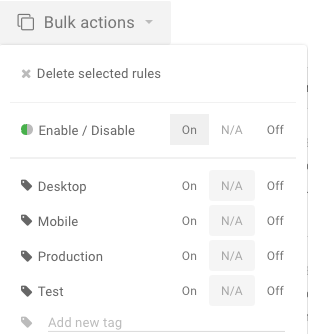 Bulk actions
Delete selected rules
Enable / Disable On N/A Off
Desktop On N/A Off
Mobile On N/A Off
Production On N/A Off
Test On N/A Off
Add new tag